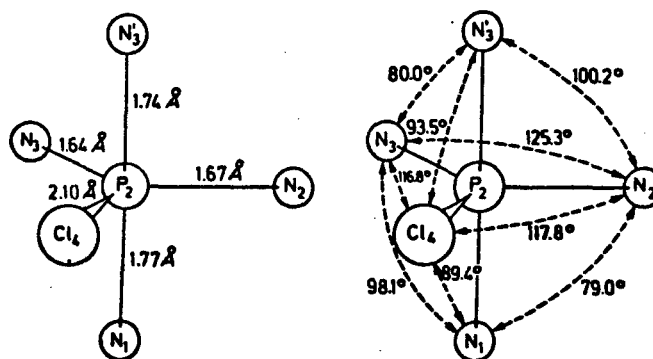 N₃'
1.74 Å
N₃
1.64 Å
2.10 Å
P₂
1.67 Å
N₂
Cl₄
1.77 Å
N₁
N₃'
80.0°
100.2°
93.5°
N₃
125.3°
116.8°
P₂
N₂
Cl₄
117.8°
89.4°
98.1°
79.0°
N₁